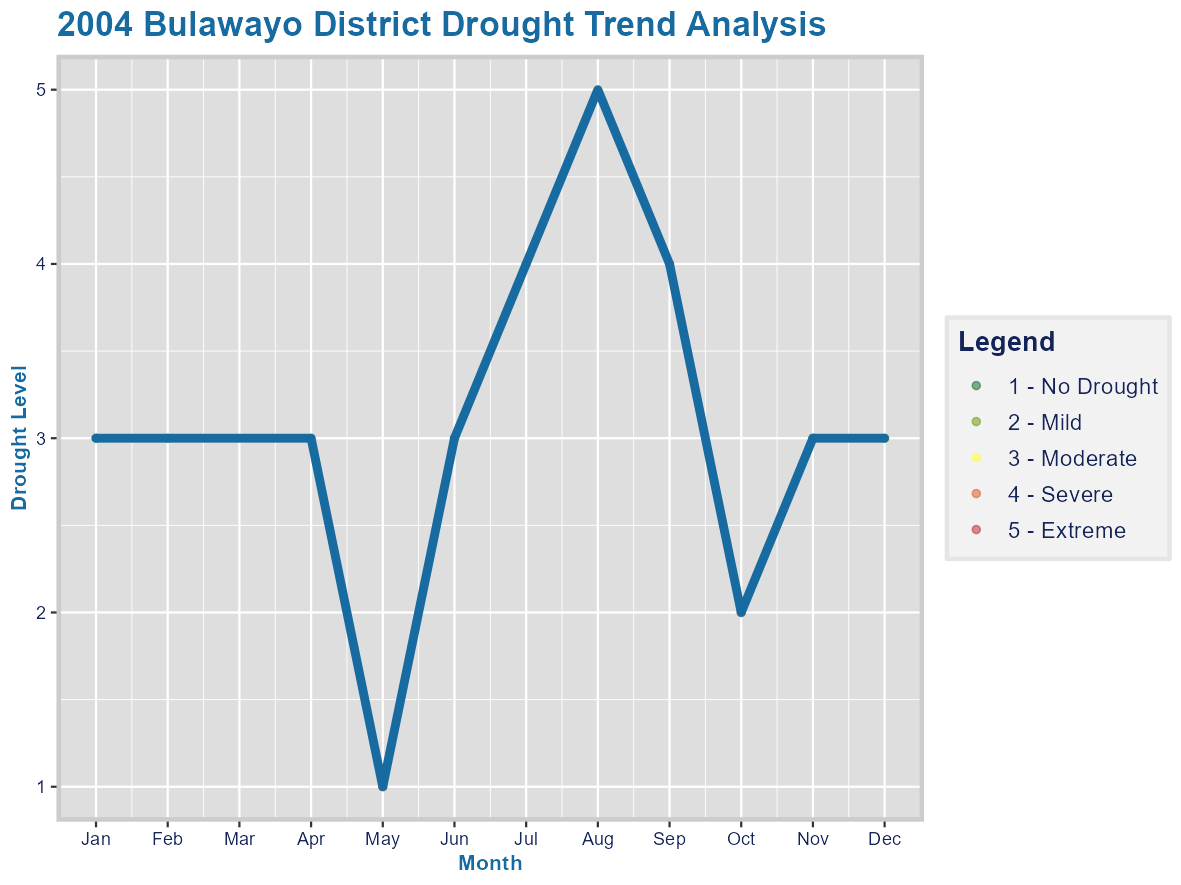 2004 Bulawayo District Drought Trend Analysis
Drought Level
5
4
3
2
1
Jan Feb Mar Apr May Jun Jul Aug Sep Oct Nov Dec
Month
Legend
1 - No Drought
2 - Mild
3 - Moderate
4 - Severe
5 - Extreme